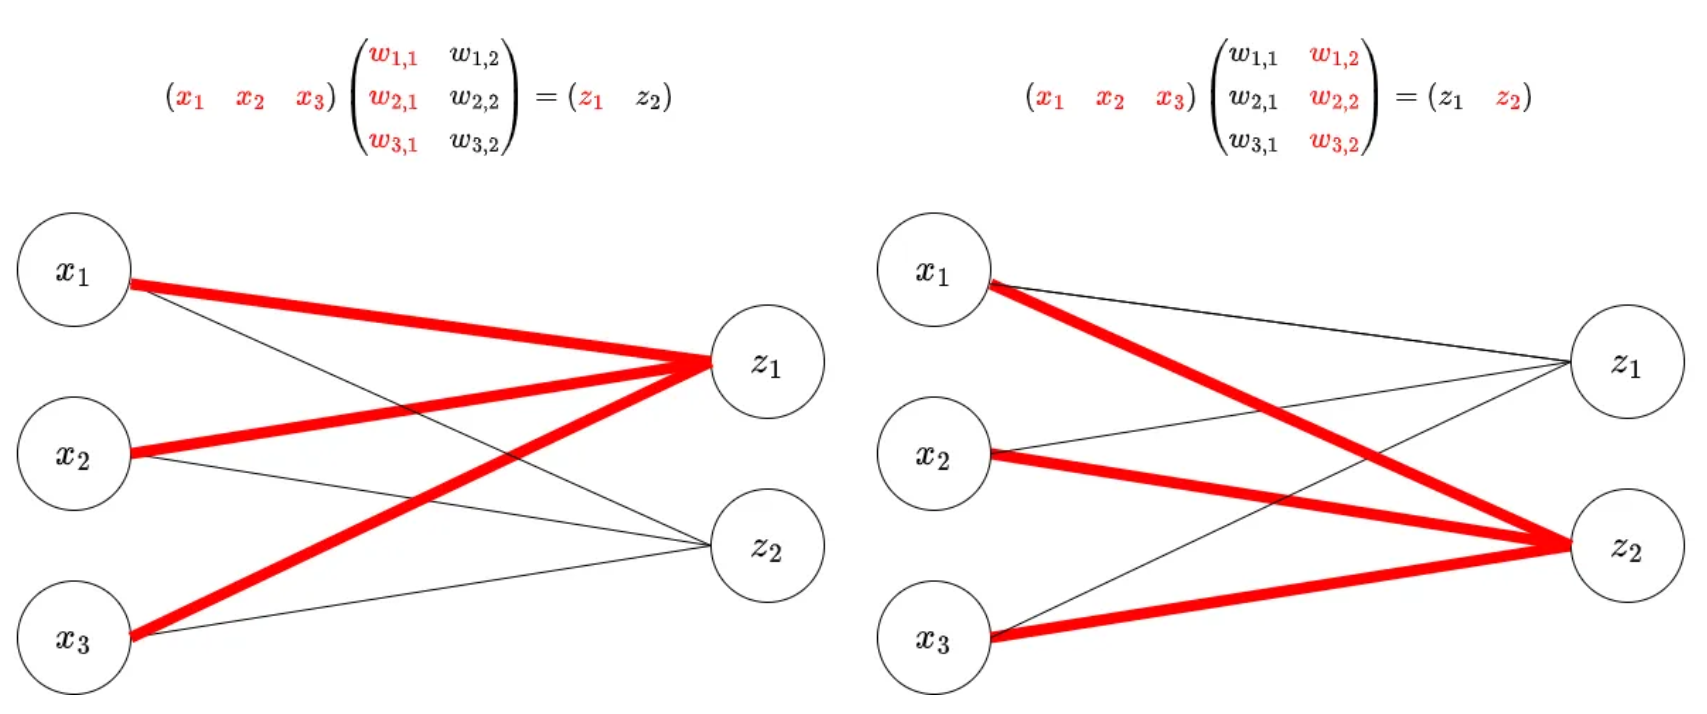 (x₁ x₂ x₃) (w₁,₁ w₁,₂
w₂,₁ w₂,₂
w₃,₁ w₃,₂) = (z₁ z₂)
x₁
x₂
x₃
z₁
z₂
(x₁ x₂ x₃) (w₁,₁ w₁,₂
w₂,₁ w₂,₂
w₃,₁ w₃,₂) = (z₁ z₂)
x₁
x₂
x₃
z₁
z₂